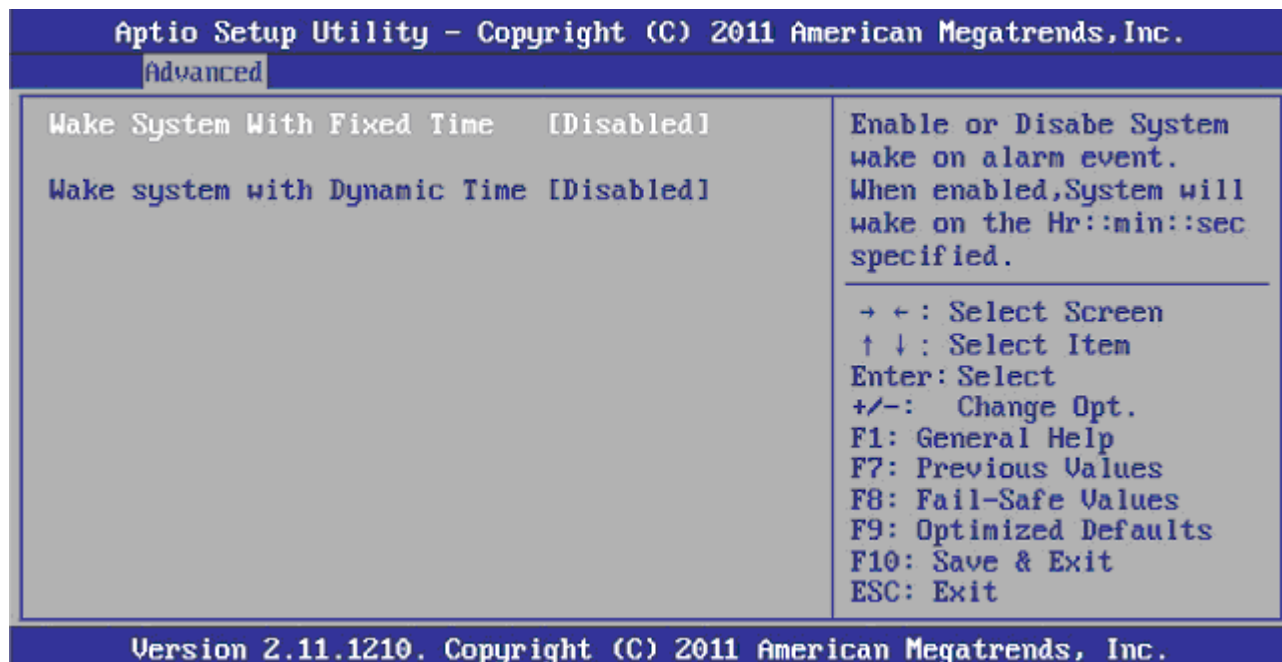 Aptio Setup Utility - Copyright (C) 2011 American Megatrends,Inc.
Advanced
Wake System With Fixed Time [Disabled]
Wake system with Dynamic Time [Disabled]
Enable or Disabe System
wake on alarm event.
When enabled,System will
wake on the Hr::min::sec
specified.
→ ←: Select Screen
↑ ↓: Select Item
Enter: Select
+/-: Change Opt.
F1: General Help
F7: Previous Values
F8: Fail-Safe Values
F9: Optimized Defaults
F10: Save & Exit
ESC: Exit
Version 2.11.1210. Copyright (C) 2011 American Megatrends, Inc.